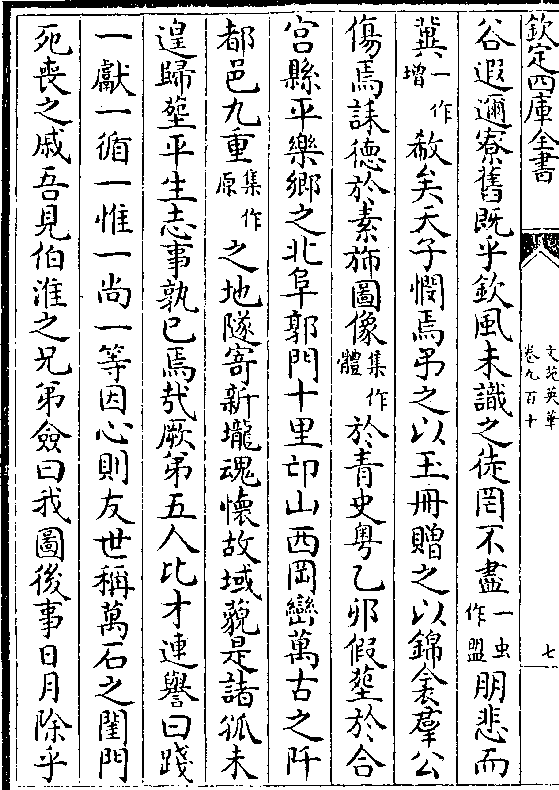 欽定四庫全書
文苑英華
卷九百十
七
谷遐邇寮舊既乎欽風未識之徒罔不盡一作盟朋悲而
冀一作增赦矣天子憫焉弔之以玉冊贈之以錦衾羣公
傷焉誄德於素旆圖像集作體於青史粤乙卯假塟於合
宫縣平樂鄉之北阜郭門十里邙山西岡巒萬古之阡
都邑九重集作原之地隧寄新壠魂懷故域藐是諸孤未
遑歸塟平生志事孰已焉哉厥弟五人比才連譽曰踐
一獻一循一惟一尚一等因心則友世稱萬石之閨門
死喪之戚吾見伯淮之兄弟僉曰我圖後事日月除乎